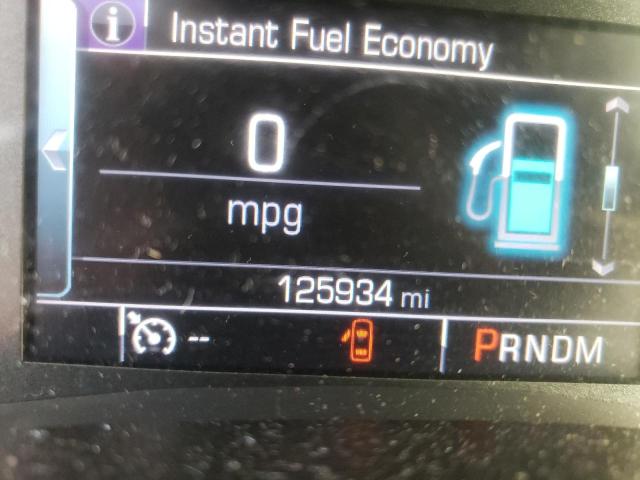 i Instant Fuel Economy
0
mpg
125934 mi
-- PRNDM